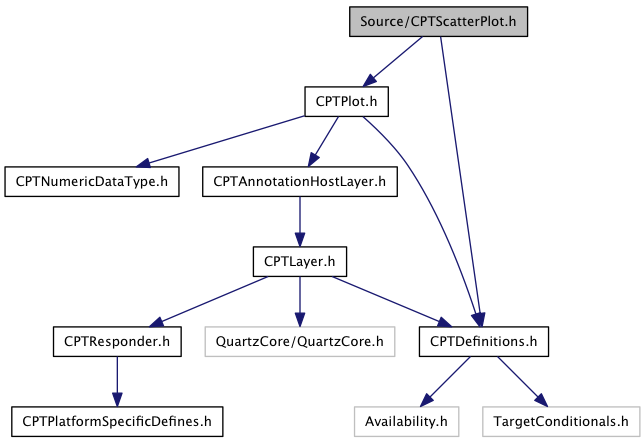 Source/CPTScatterPlot.h
CPTPlot.h
CPTNumericDataType.h
CPTAnnotationHostLayer.h
CPTLayer.h
CPTResponder.h
QuartzCore/QuartzCore.h
CPTDefinitions.h
CPTPlatformSpecificDefines.h
Availability.h
TargetConditionals.h